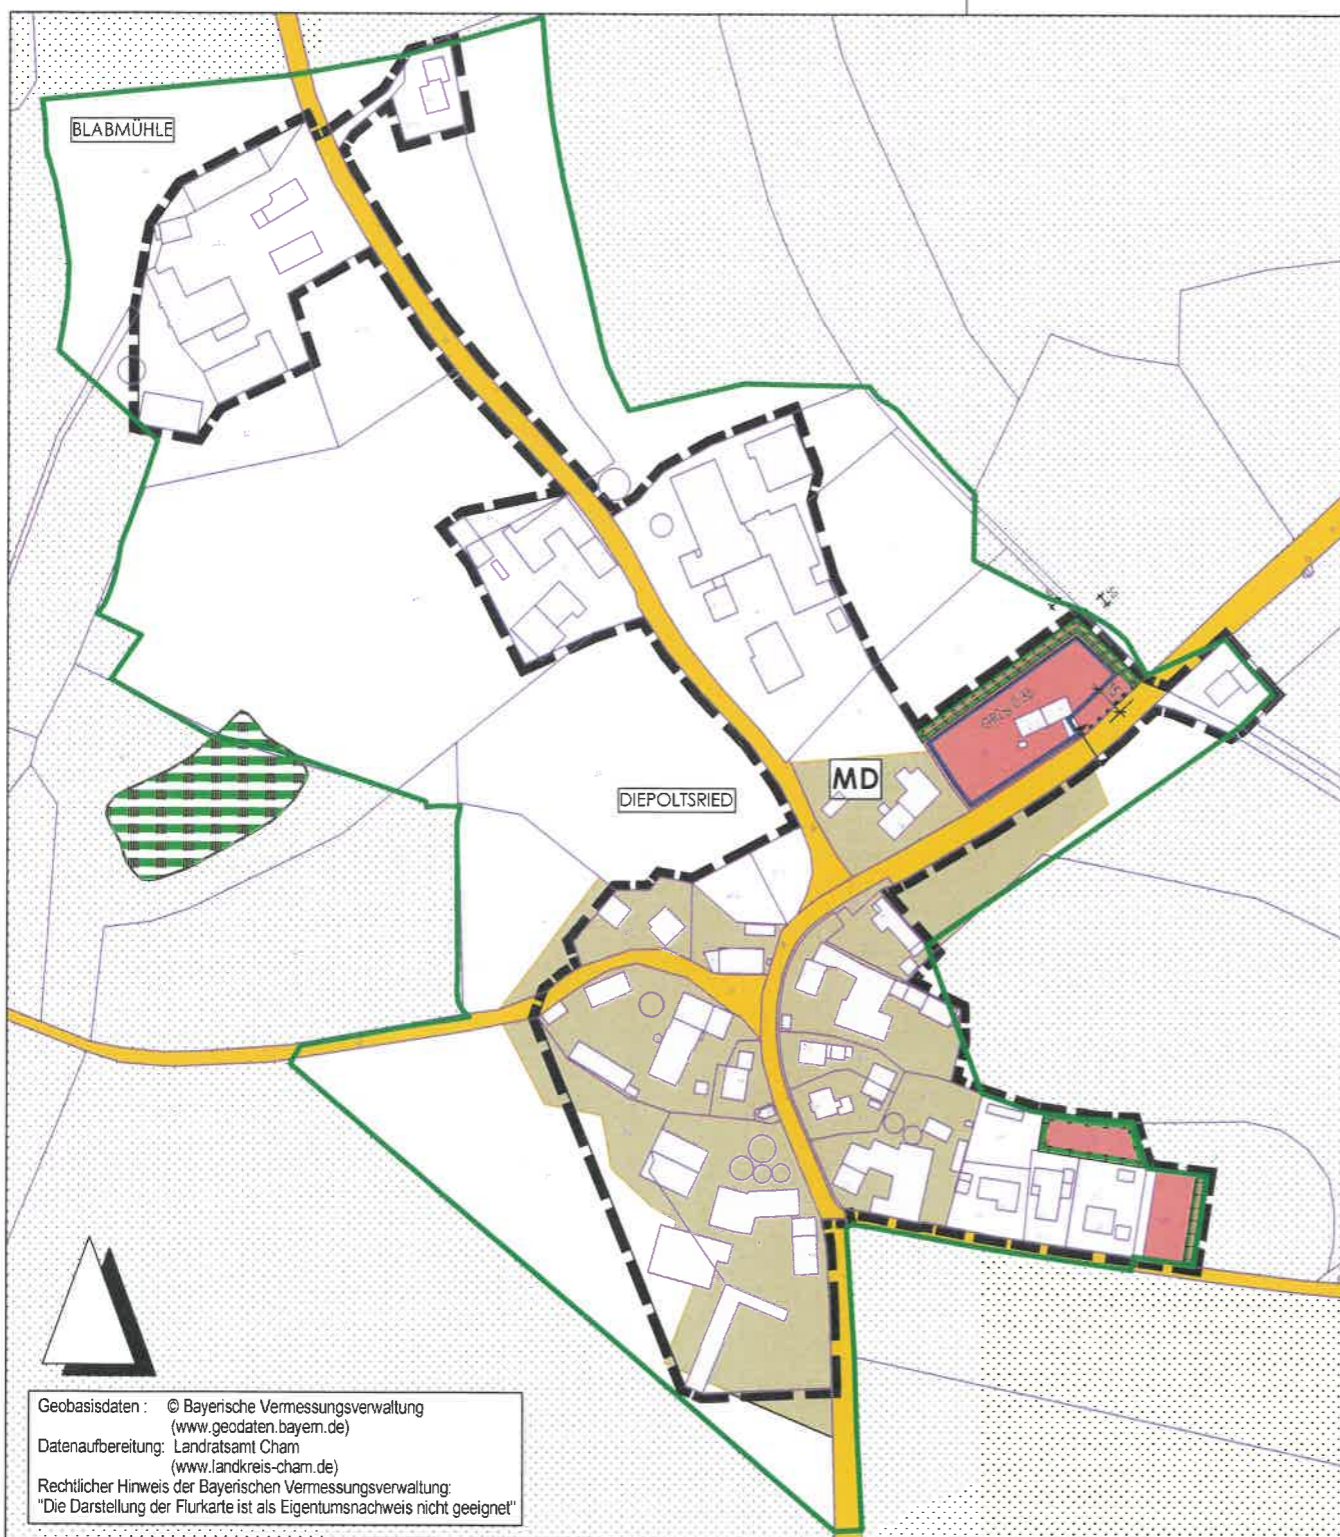 BLABMÜHLE
MD
DIEPOLTSRIED
Geobasisdaten : © Bayerische Vermessungsverwaltung
(www.geodaten.bayern.de)
Datenaufbereitung: Landratsamt Cham
(www.landkreis-cham.de)
Rechtlicher Hinweis der Bayerischen Vermessungsverwaltung:
"Die Darstellung der Flurkarte ist als Eigentumsnachweis nicht geeignet"